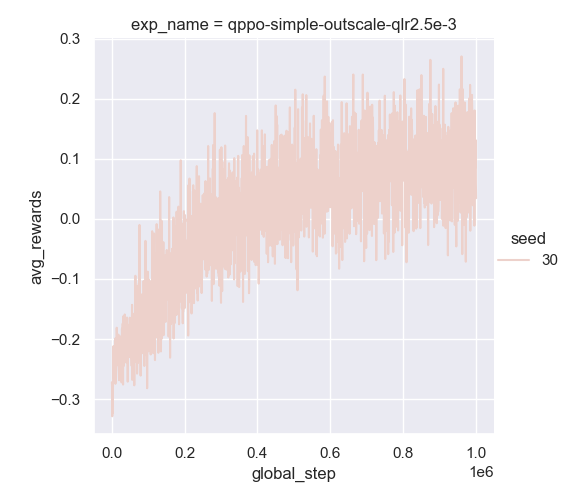 exp_name = qppo-simple-outscale-qlr2.5e-3
0.3
0.2
0.1
0.0
−0.1
−0.2
−0.3
avg_rewards
seed
30
0.0 0.2 0.4 0.6 0.8 1.0
1e6
global_step